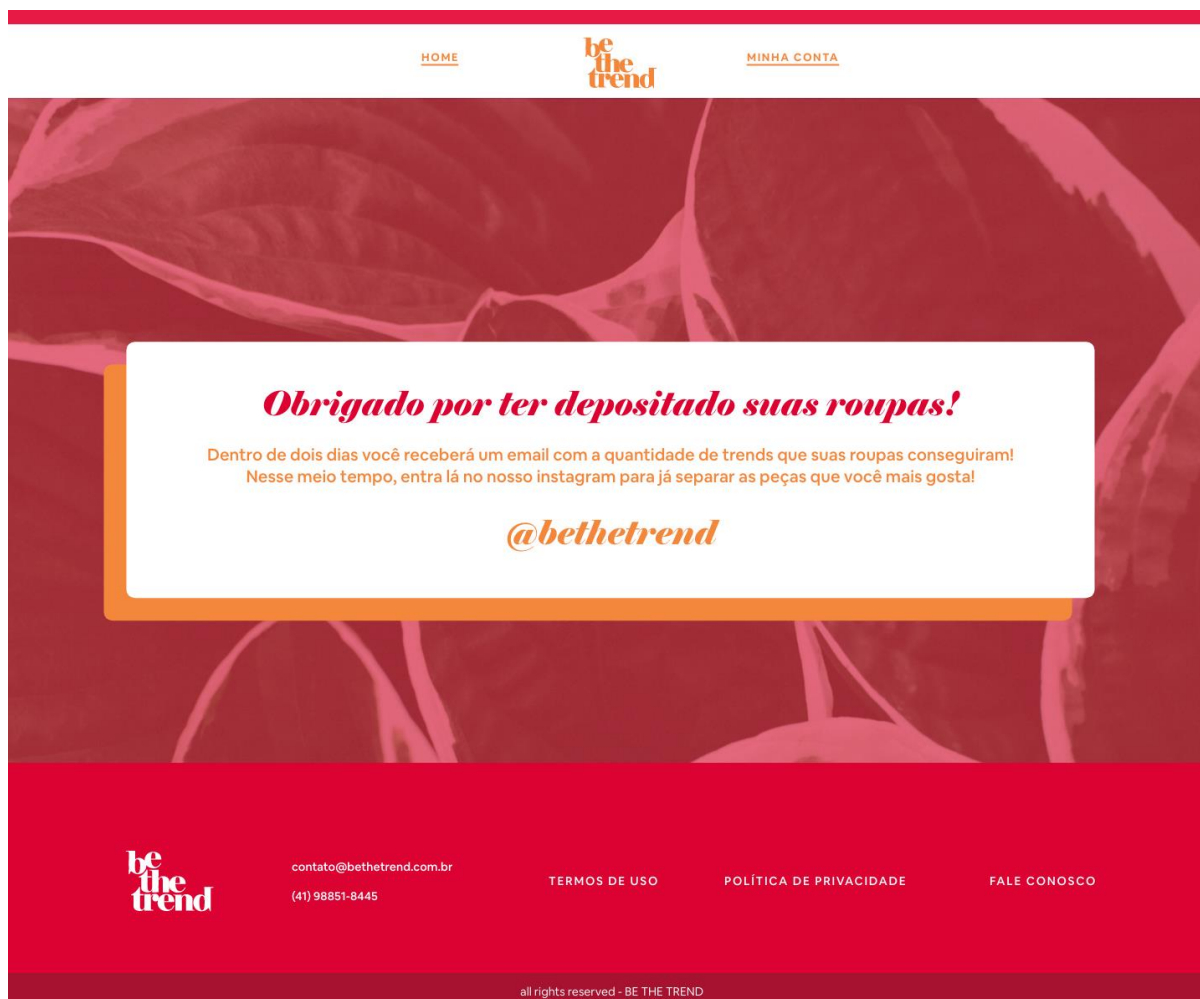 HOME
be
the
trend
MINHA CONTA
Obrigado por ter depositado suas roupas!
Dentro de dois dias você receberá um email com a quantidade de trends que suas roupas conseguiram!
Nesse meio tempo, entra lá no nosso instagram para já separar as peças que você mais gosta!
@bethetrend
be
the
trend
contato@bethetrend.com.br
(41) 98851-8445
TERMOS DE USO
POLÍTICA DE PRIVACIDADE
FALE CONOSCO
all rights reserved - BE THE TREND